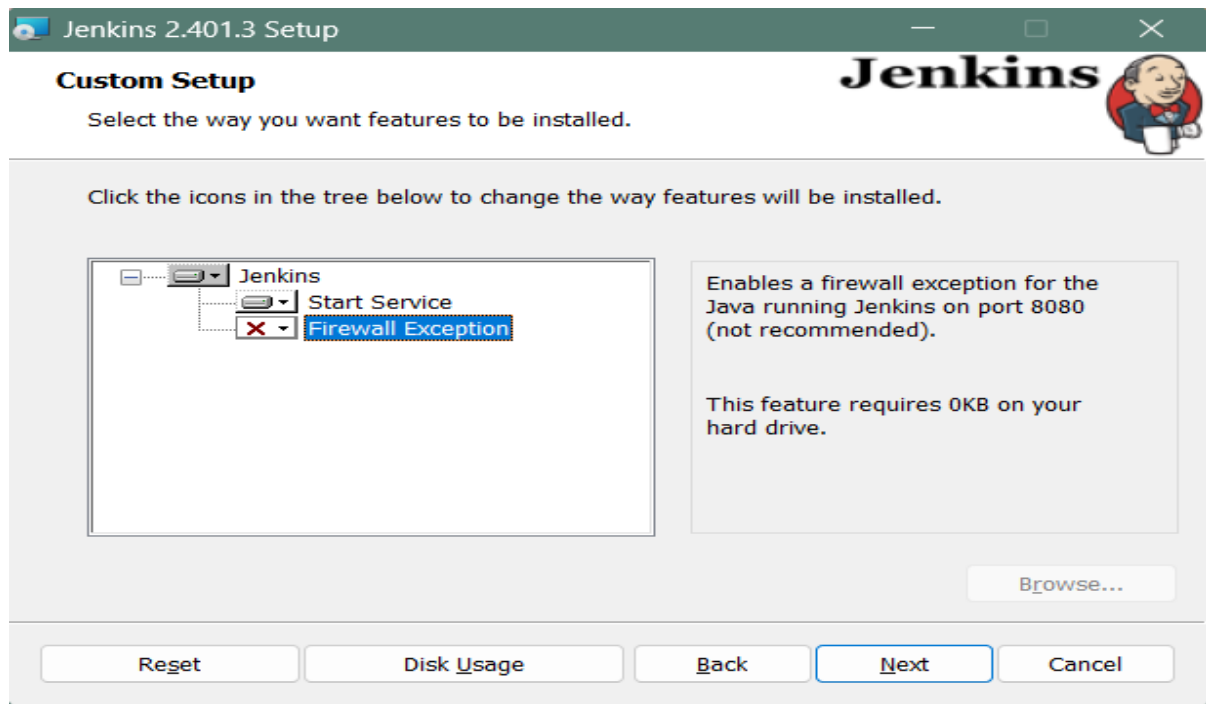 Jenkins 2.401.3 Setup
Custom Setup
Jenkins
Select the way you want features to be installed.
Click the icons in the tree below to change the way features will be installed.
Jenkins
Start Service
Firewall Exception
Enables a firewall exception for the
Java running Jenkins on port 8080
(not recommended).
This feature requires 0KB on your
hard drive.
Browse...
Reset
Disk Usage
Back
Next
Cancel